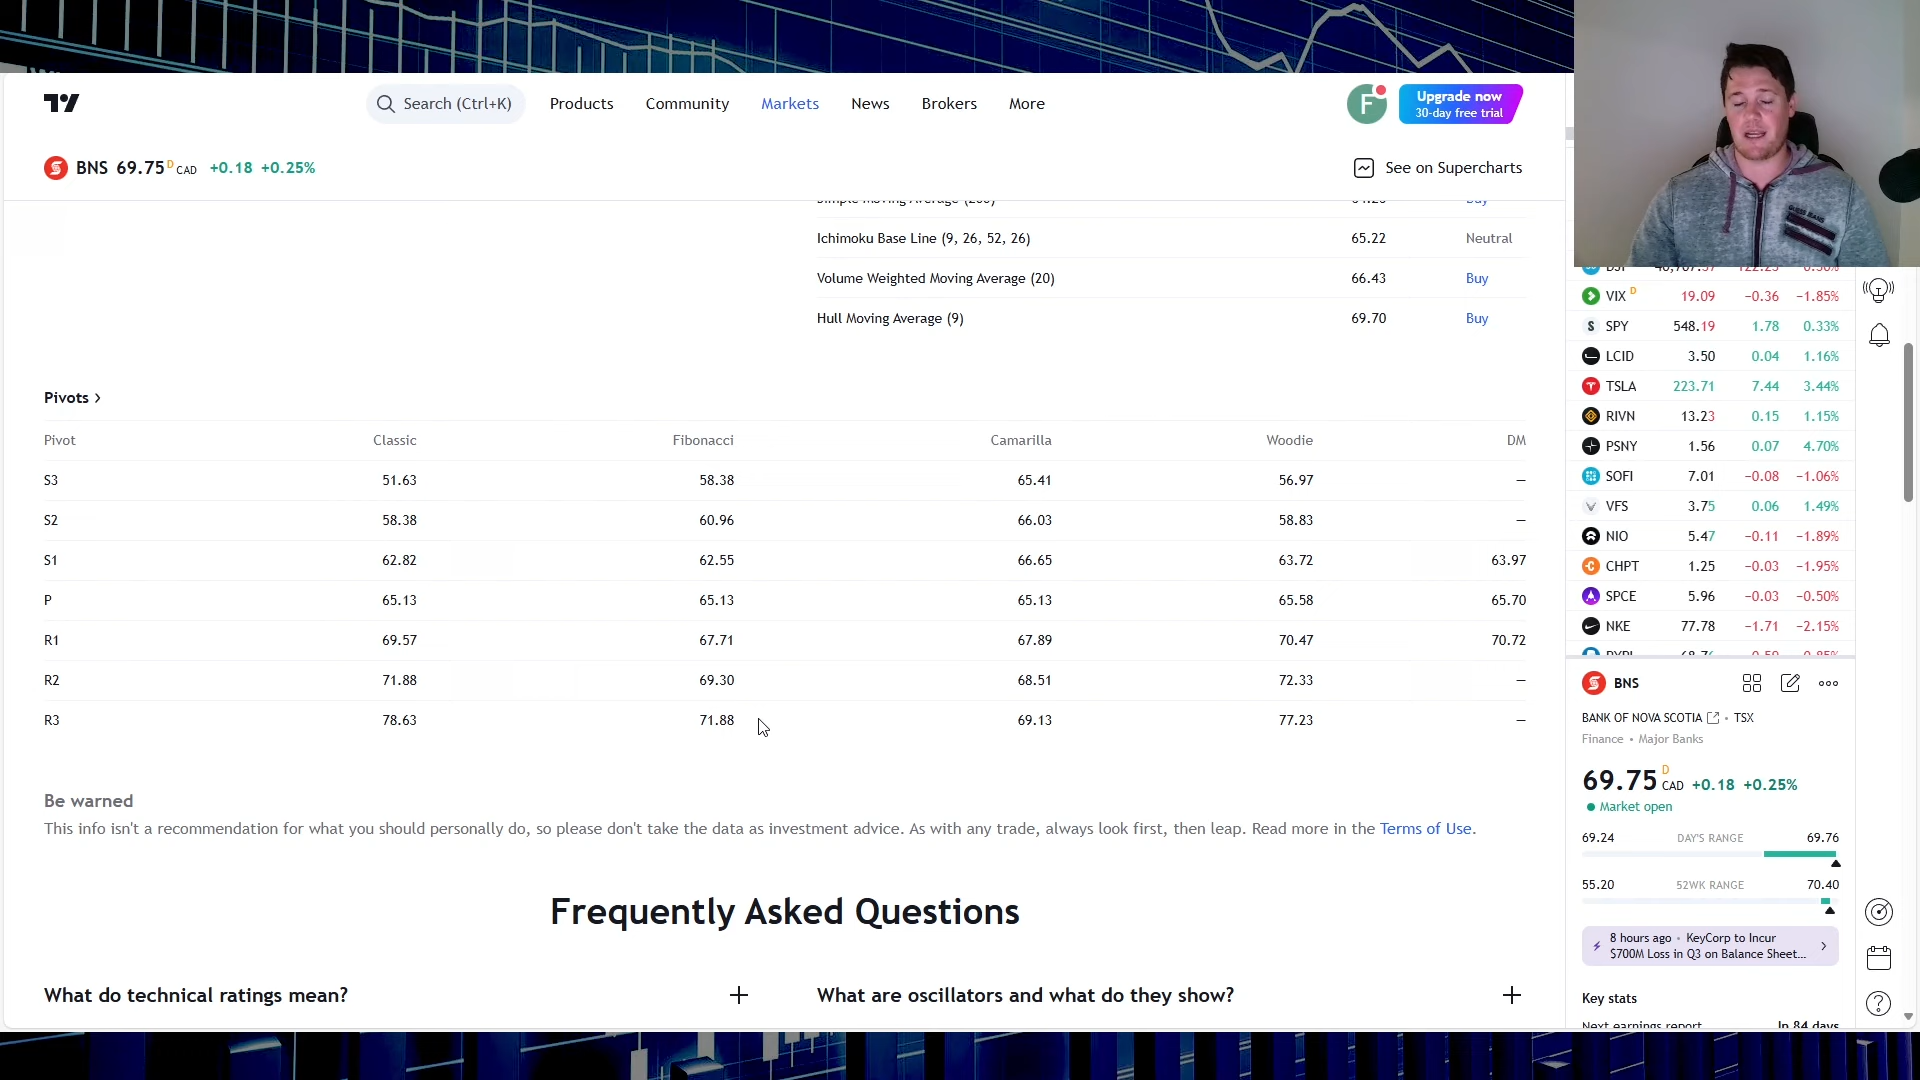 Search (Ctrl+K) Products Community Markets News Brokers More
F
Upgrade now
30-day free trial
BNS 69.75 D CAD +0.18 +0.25%
See on Supercharts
Ichimoku Base Line (9, 26, 52, 26) 65.22 Neutral
Volume Weighted Moving Average (20) 66.43 Buy
Hull Moving Average (9) 69.70 Buy
Pivots
Pivot Classic Fibonacci Camarilla Woodie DM
S3 51.63 58.38 65.41 56.97 —
S2 58.38 60.96 66.03 58.83 —
S1 62.82 62.55 66.65 63.72 63.97
P 65.13 65.13 65.13 65.58 65.70
R1 69.57 67.71 67.89 70.47 70.72
R2 71.88 69.30 68.51 72.33 —
R3 78.63 71.88 69.13 77.23 —
Be warned
This info isn't a recommendation for what you should personally do, so please don't take the data as investment advice. As with any trade, always look first, then leap. Read more in the Terms of Use.
Frequently Asked Questions
What do technical ratings mean?
What are oscillators and what do they show?
VIX D 19.09 −0.36 −1.85%
SPY 548.19 1.78 0.33%
LCID 3.50 0.04 1.16%
TSLA 223.71 7.44 3.44%
RIVN 13.23 0.15 1.15%
PSNY 1.56 0.07 4.70%
SOFI 7.01 −0.08 −1.06%
VFS 3.75 0.06 1.49%
NIO 5.47 −0.11 −1.89%
CHPT 1.25 −0.03 −1.95%
SPCE 5.96 −0.03 −0.50%
NKE 77.78 −1.71 −2.15%
BNS
BANK OF NOVA SCOTIA • TSX
Finance • Major Banks
69.75 D CAD +0.18 +0.25%
Market open
69.24 DAY'S RANGE 69.76
55.20 52WK RANGE 70.40
8 hours ago • KeyCorp to Incur
$700M Loss in Q3 on Balance Sheet...
Key stats
Next earnings report In 84 days